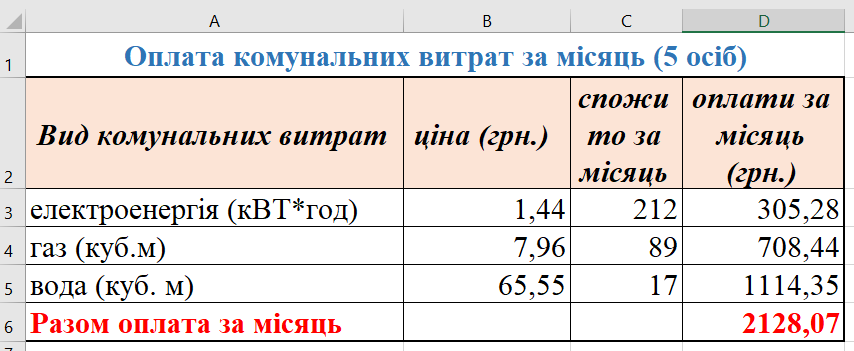 A B C D
1 Оплата комунальних витрат за місяць (5 осіб)
2 Вид комунальних витрат ціна (грн.) спожи то за місяць оплати за місяць (грн.)
3 електроенергія (кВТ*год) 1,44 212 305,28
4 газ (куб.м) 7,96 89 708,44
5 вода (куб. м) 65,55 17 1114,35
6 Разом оплата за місяць 2128,07